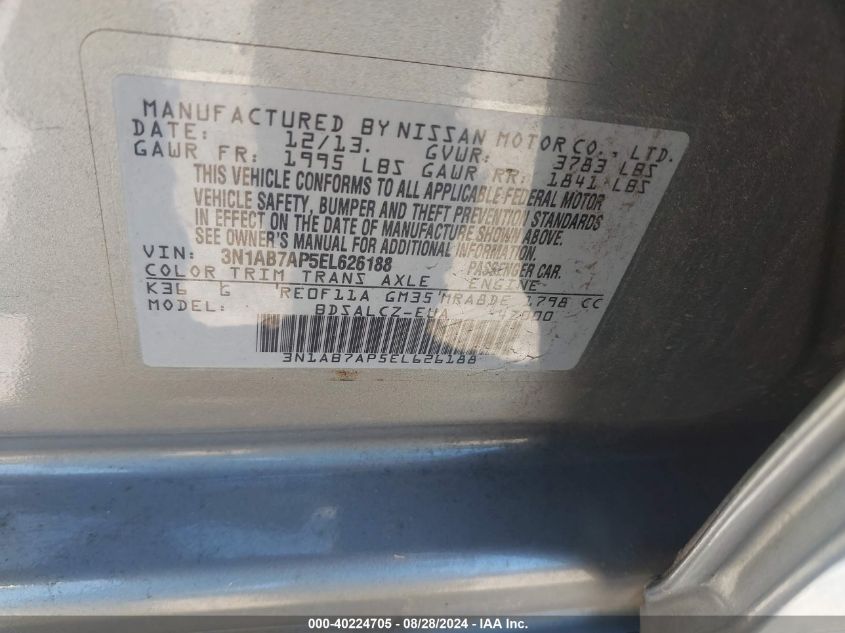 MANUFACTURED BY NISSAN MOTOR CO., LTD.
DATE: 12/13. GVWR: 3783 LBS
GAWR FR: 1995 LBS GAWR RR: 1841 LBS
THIS VEHICLE CONFORMS TO ALL APPLICABLE FEDERAL MOTOR
VEHICLE SAFETY, BUMPER AND THEFT PREVENTION STANDARDS
IN EFFECT ON THE DATE OF MANUFACTURE SHOWN ABOVE.
SEE OWNER'S MANUAL FOR ADDITIONAL INFORMATION.
VIN: 3N1AB7AP5EL626188 PASSENGER CAR.
COLOR TRIM TRANS AXLE ENGINE
K36 G RE0F11A GM35 MRA8DE 1798 CC
MODEL: BDSALCZ-EUA
3N1AB7AP5EL626188
000-40224705 - 08/28/2024 - IAAI Inc.